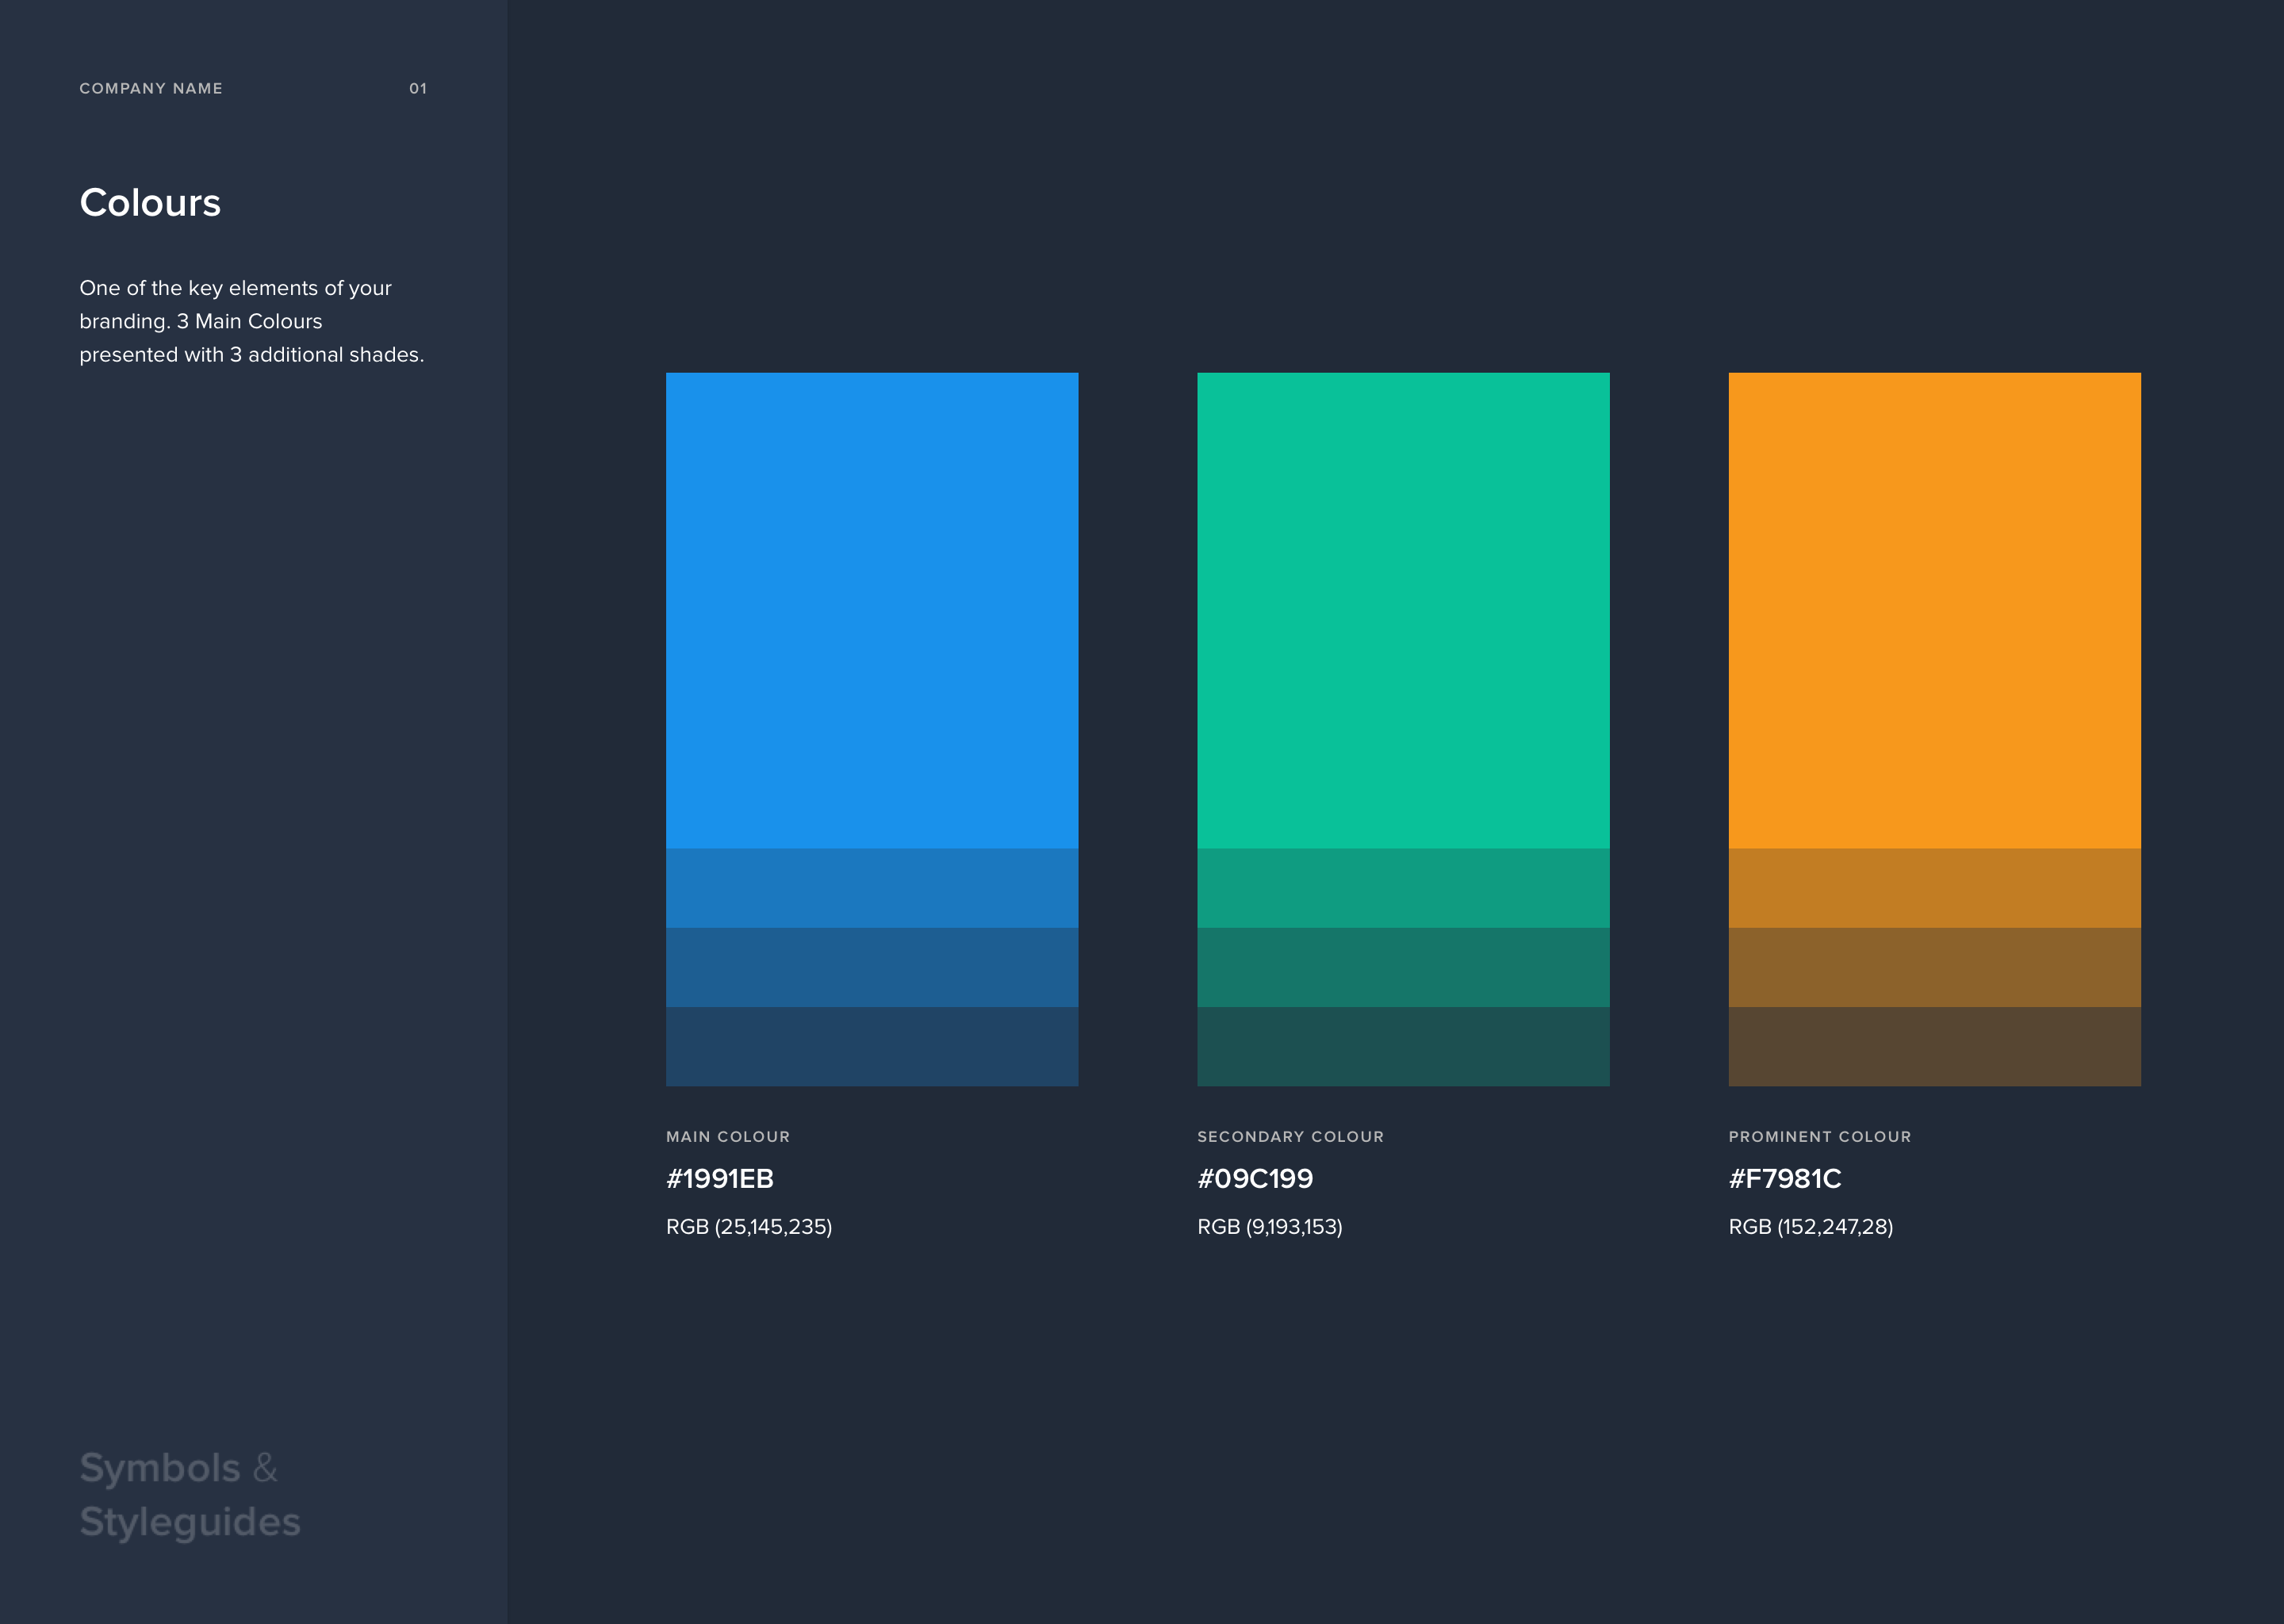 COMPANY NAME 01
Colours
One of the key elements of your
branding. 3 Main Colours
presented with 3 additional shades.
MAIN COLOUR
#1991EB
RGB (25,145,235)
SECONDARY COLOUR
#09C199
RGB (9,193,153)
PROMINENT COLOUR
#F7981C
RGB (152,247,28)
Symbols &
Styleguides